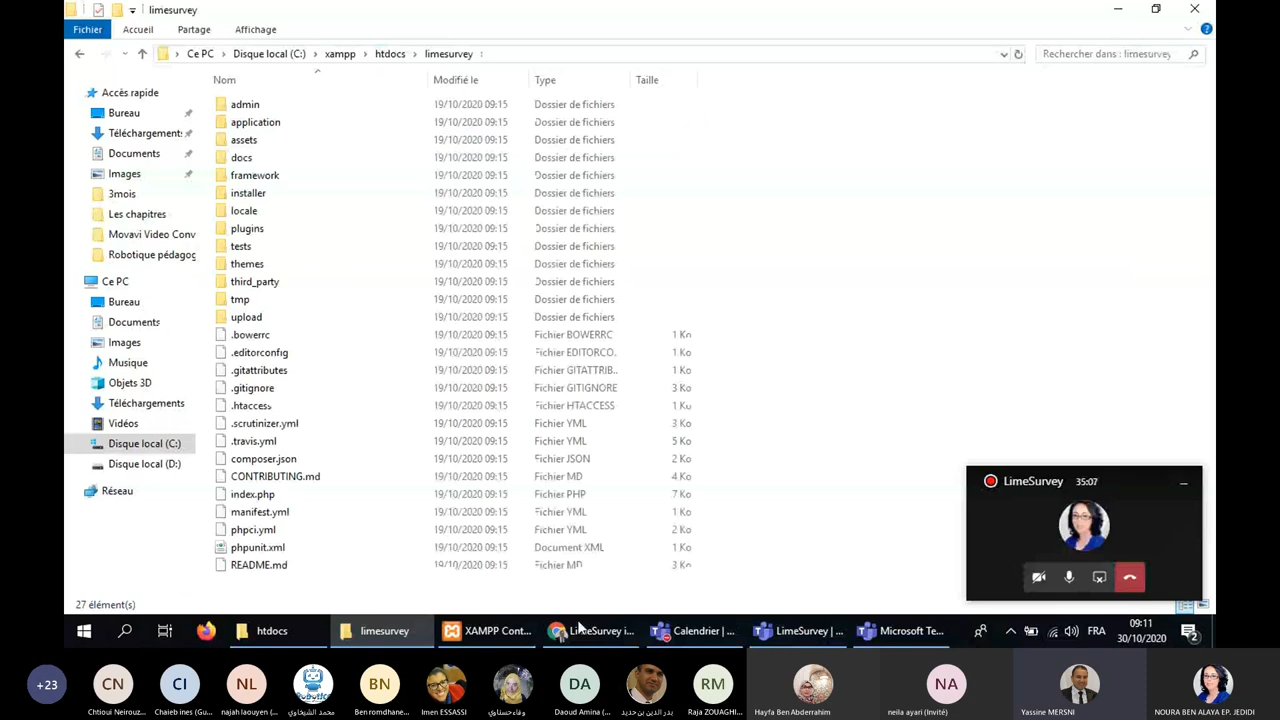 limesurvey
Fichier Accueil Partage Affichage
Ce PC Disque local (C:) xampp htdocs limesurvey
Rechercher dans : limesurvey
Nom Modifié le Type Taille
Accès rapide
Bureau
Téléchargement:
Documents
Images
3mois
Les chapitres
Movavi Video Conv
Robotique pédagog
Ce PC
Bureau
Documents
Images
Musique
Objets 3D
Téléchargements
Vidéos
Disque local (C:)
Disque local (D:)
Réseau
admin 19/10/2020 09:15 Dossier de fichiers
application 19/10/2020 09:15 Dossier de fichiers
assets 19/10/2020 09:15 Dossier de fichiers
docs 19/10/2020 09:15 Dossier de fichiers
framework 19/10/2020 09:15 Dossier de fichiers
installer 19/10/2020 09:15 Dossier de fichiers
locale 19/10/2020 09:15 Dossier de fichiers
plugins 19/10/2020 09:15 Dossier de fichiers
tests 19/10/2020 09:15 Dossier de fichiers
themes 19/10/2020 09:15 Dossier de fichiers
third_party 19/10/2020 09:15 Dossier de fichiers
tmp 19/10/2020 09:15 Dossier de fichiers
upload 19/10/2020 09:15 Dossier de fichiers
.bowerrc 19/10/2020 09:15 Fichier BOWERRC 1 Ko
.editorconfig 19/10/2020 09:15 Fichier EDITORCO... 1 Ko
.gitattributes 19/10/2020 09:15 Fichier GITATTRIB... 1 Ko
.gitignore 19/10/2020 09:15 Fichier GITIGNORE 3 Ko
.htaccess 19/10/2020 09:15 Fichier HTACCESS 1 Ko
.scrutinizer.yml 19/10/2020 09:15 Fichier YML 3 Ko
.travis.yml 19/10/2020 09:15 Fichier YML 5 Ko
composer.json 19/10/2020 09:15 Fichier JSON 2 Ko
CONTRIBUTING.md 19/10/2020 09:15 Fichier MD 4 Ko
index.php 19/10/2020 09:15 Fichier PHP 7 Ko
manifest.yml 19/10/2020 09:15 Fichier YML 1 Ko
phpci.yml 19/10/2020 09:15 Fichier YML 2 Ko
phpunit.xml 19/10/2020 09:15 Document XML 1 Ko
README.md 19/10/2020 09:15 Fichier MD 3 Ko
LimeSurvey 35:07
27 élément(s)
htdocs limesurvey XAMPP Cont... LimeSurvey i... Calendrier | ... LimeSurvey | ... Microsoft Te... FRA 09:11
30/10/2020 2
+23 CN CI NL BN DA RM NA
Chtioui Neirouz... Chaieb ines (Gu... najah laouyen (... محمد الشيخاوي Ben romdhane... Imen ESSASSI وفاء حسناوي Daoud Amina (... بدر الدين بن حديد Raja ZOUAGHI... Hayfa Ben Abderrahim neila ayari (Invité) Yassine MERSNI NOURA BEN ALAYA EP. JEDIDI